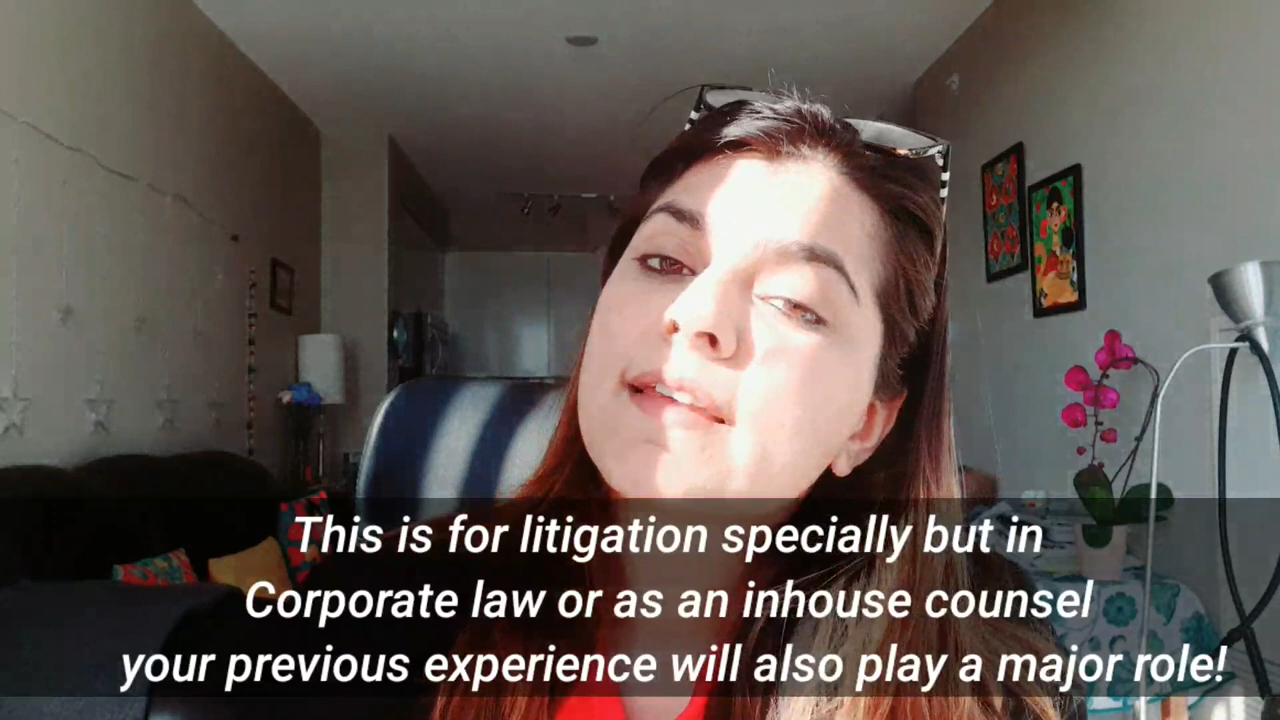 This is for litigation specially but in
Corporate law or as an inhouse counsel
your previous experience will also play a major role!